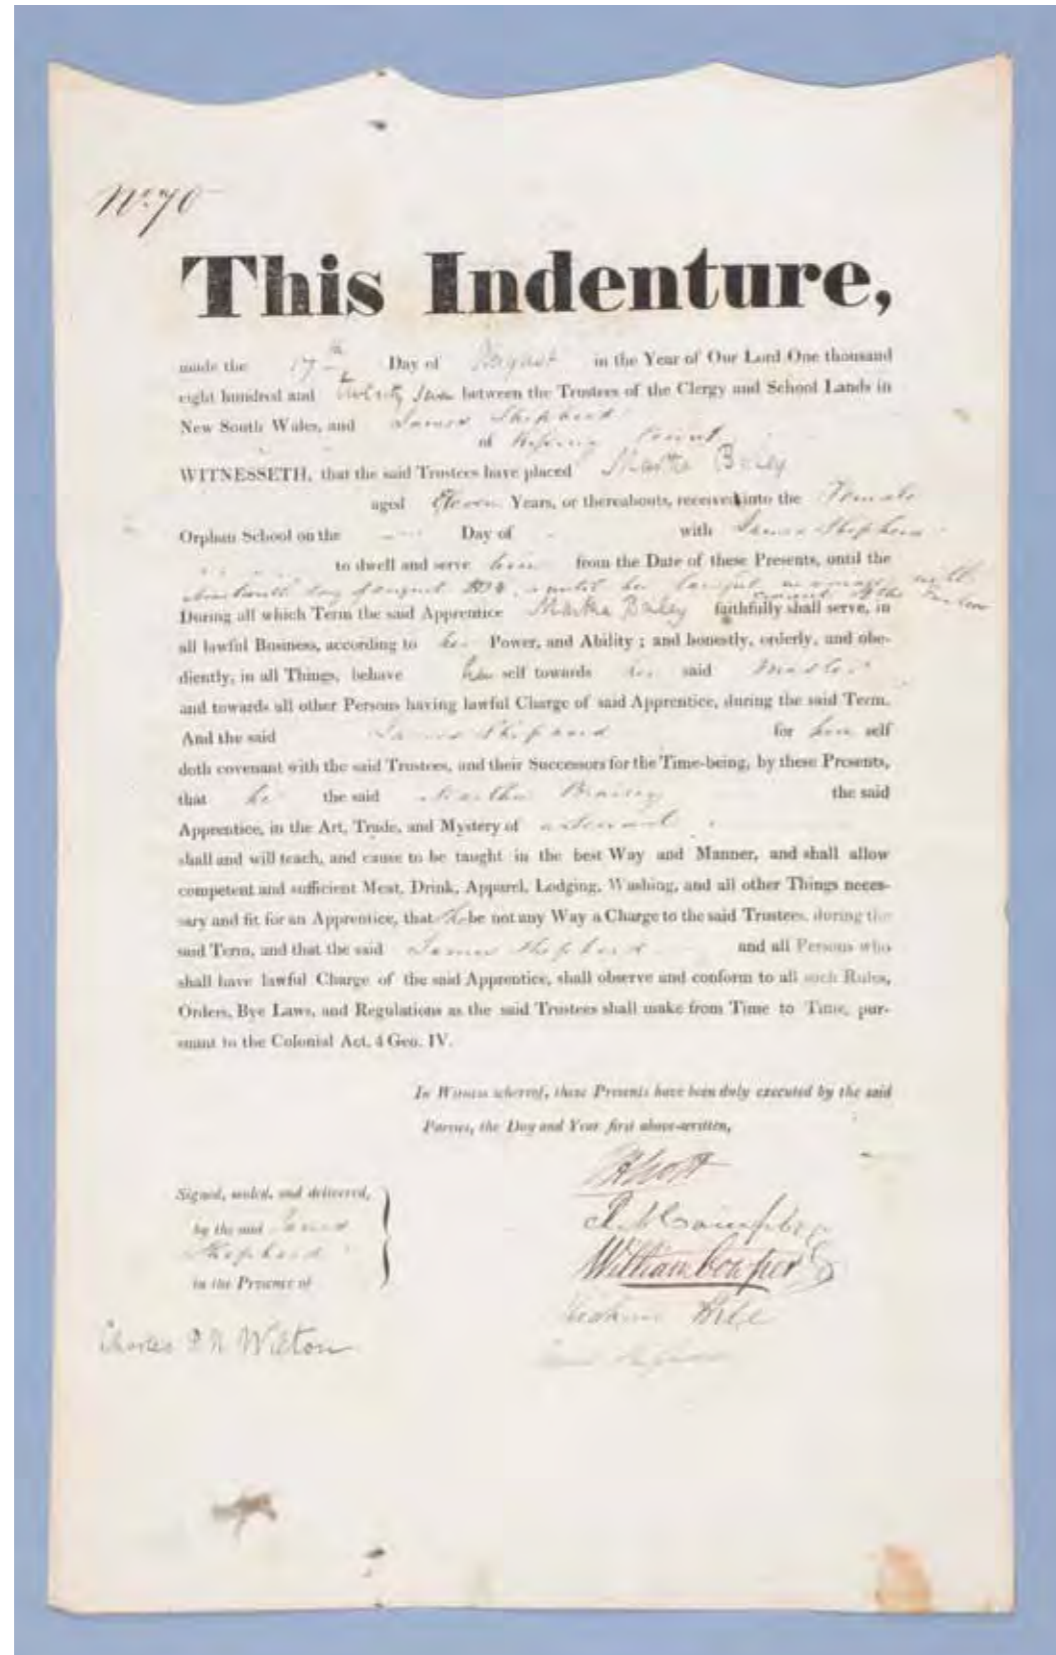 No. 70
This Indenture,
made the 17th Day of August in the Year of Our Lord One thousand
eight hundred and between the Trustees of the Clergy and School Lands in
New South Wales, and James Shepherd
of Kissing Point
WITNESSETH, that the said Trustees have placed Martha Bailey
aged Eleven Years, or thereabouts, received into the Female
Orphan School on the Day of with James Shepherd
to dwell and serve him from the Date of these Presents, until the
day of August
During all which Term the said Apprentice Martha Bailey faithfully shall serve, in
all lawful Business, according to her Power, and Ability; and honestly, orderly, and obe-
diently, in all Things, behave her self towards her said Master
and towards all other Persons having lawful Charge of said Apprentice, during the said Term.
And the said James Shepherd for him self
doth covenant with the said Trustees, and their Successors for the Time-being, by these Presents,
that he the said Martha the said
Apprentice, in the Art, Trade, and Mystery of a Servant
shall and will teach, and cause to be taught in the best Way and Manner, and shall allow
competent and sufficient Meat, Drink, Apparel, Lodging, Washing, and all other Things neces-
sary and fit for an Apprentice, that she be not any Way a Charge to the said Trustees, during the
said Term, and that the said James Shepherd and all Persons who
shall have lawful Charge of the said Apprentice, shall observe and conform to all such Rules,
Orders, Bye Laws, and Regulations as the said Trustees shall make from Time to Time, pur-
suant to the Colonial Act, 4 Geo. IV.
In Witness whereof, these Presents have been duly executed by the said
Parties, the Day and Year first above-written,
Signed, sealed, and delivered,
by the said James
Shepherd
in the Presence of
Charles P. N. Wilton
Campbell
William Cowper
Hill